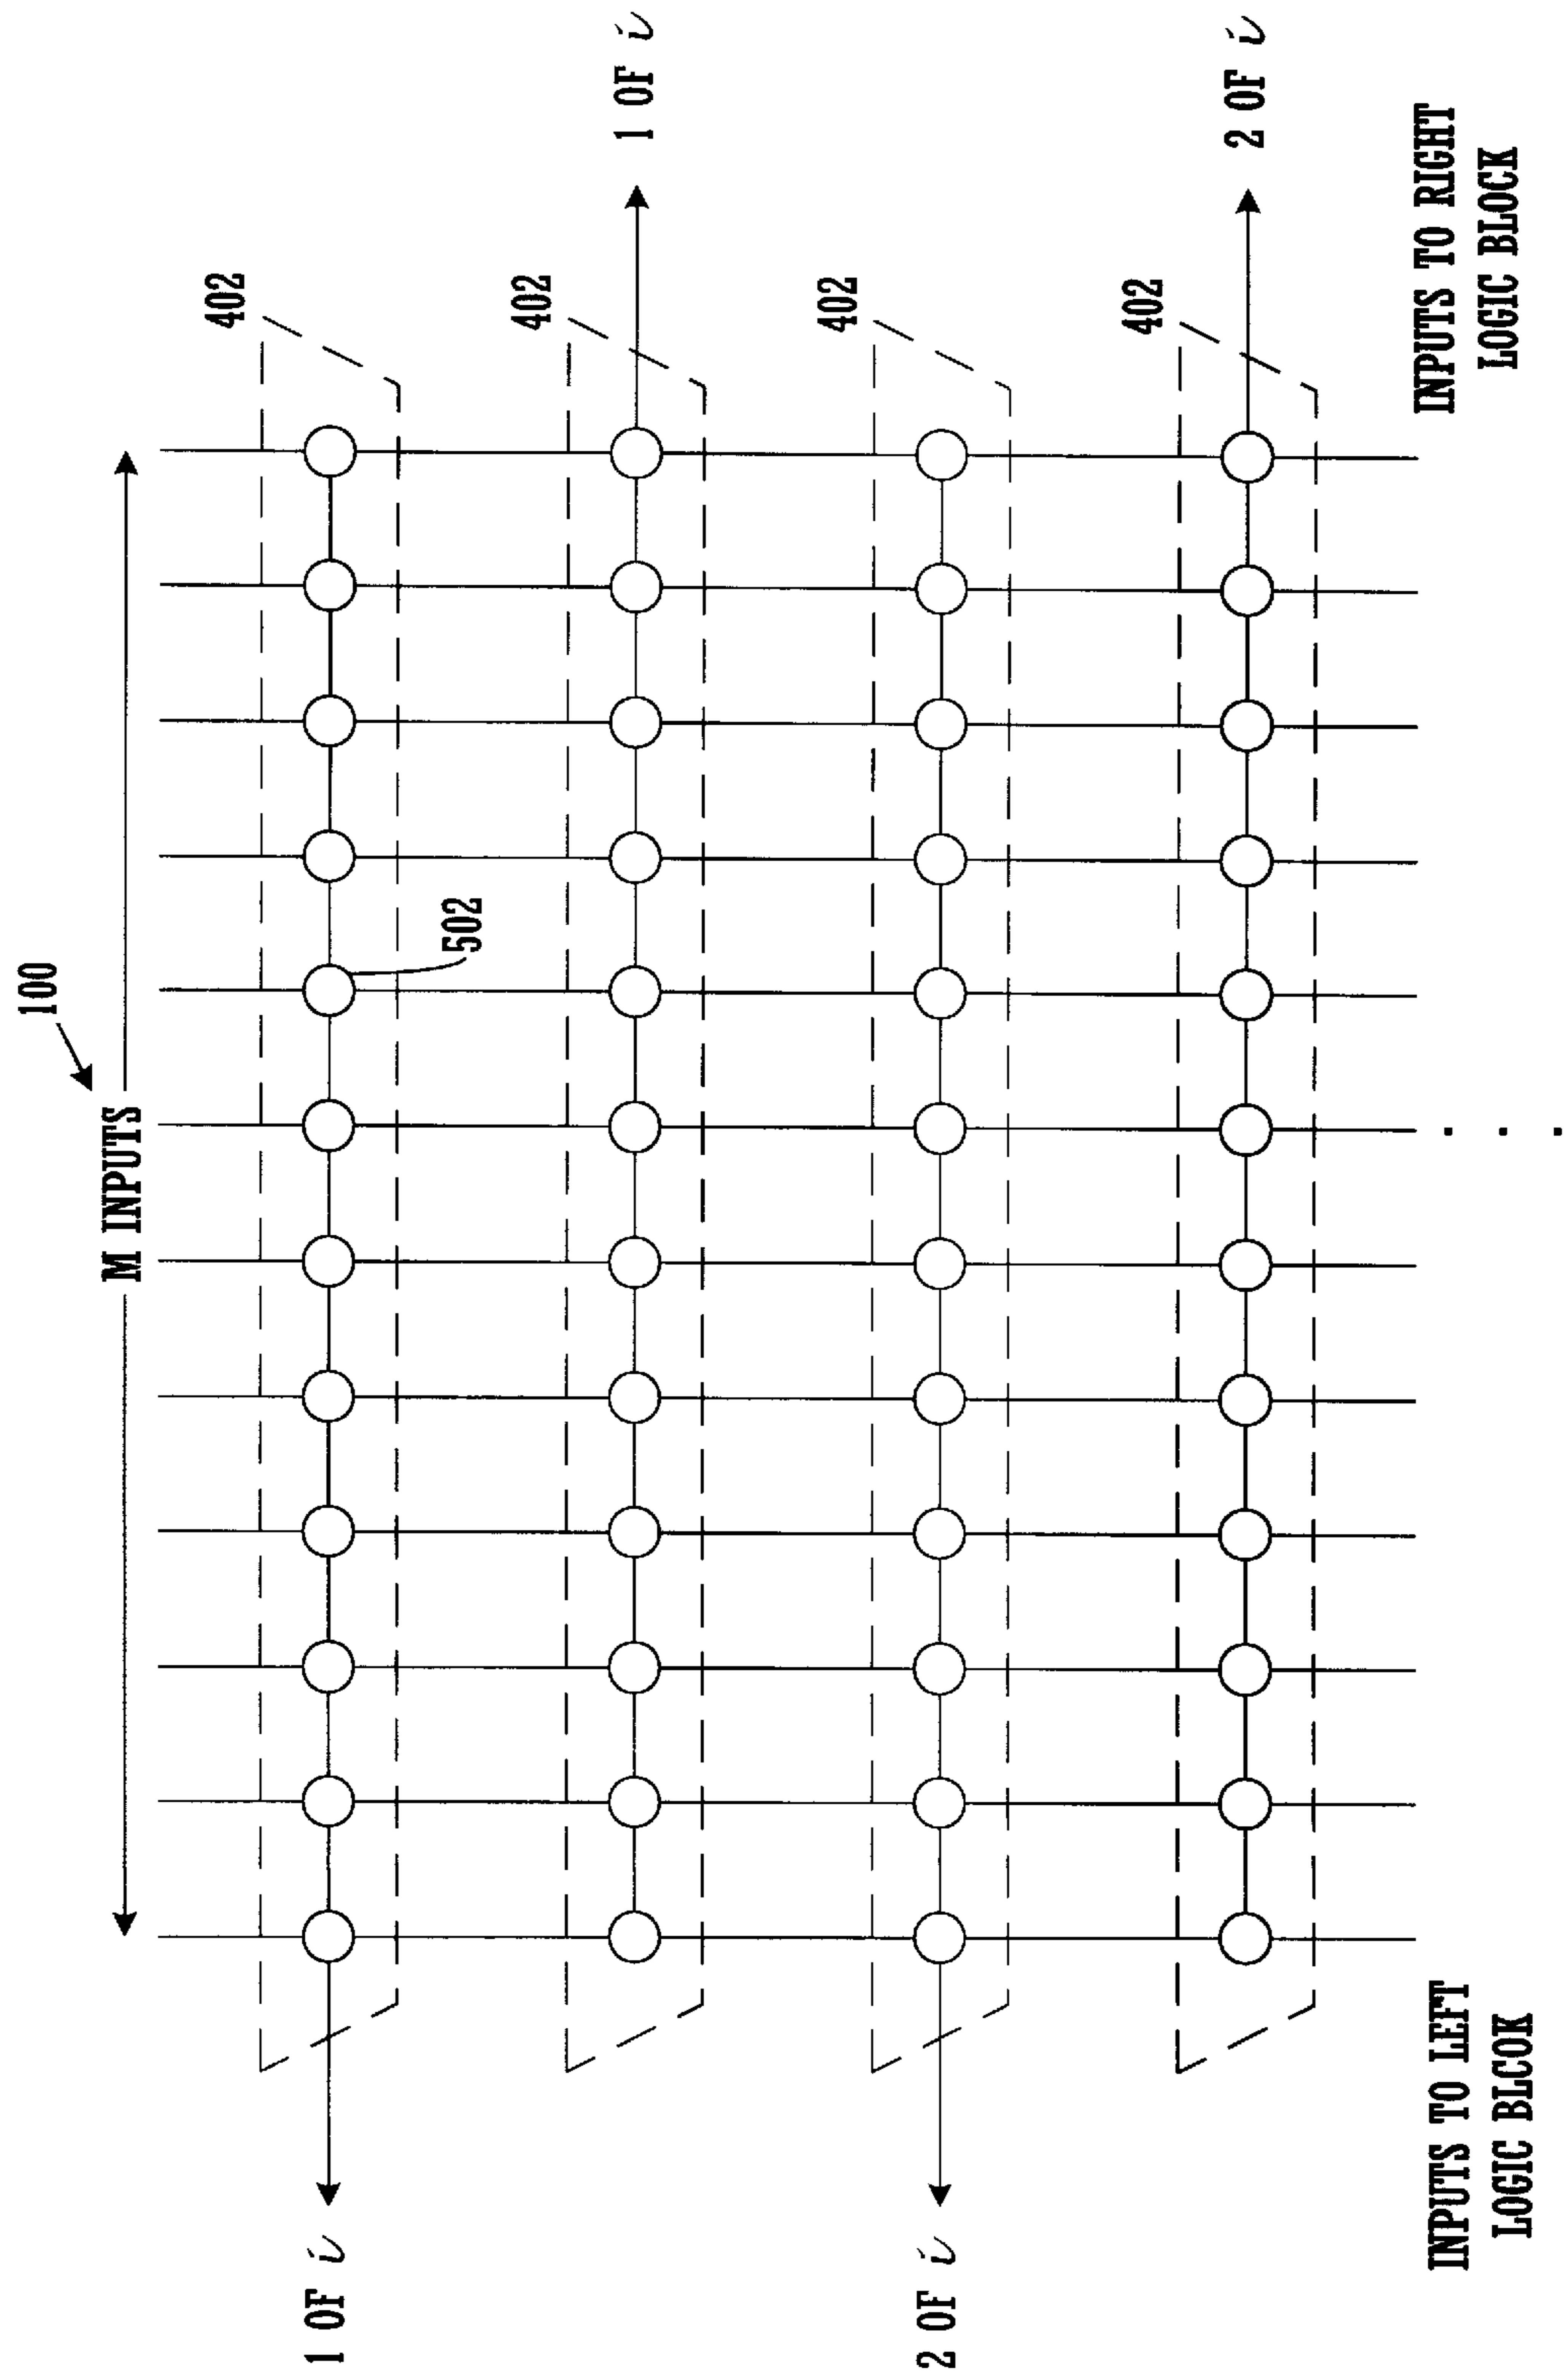 100
M INPUTS
402
402
402
402
502
1 OF i
1 OF i
2 OF i
2 OF i
INPUTS TO LEFT
LOGIC BLCOK
INPUTS TO RIGHT
LOGIC BLOCK
. . .